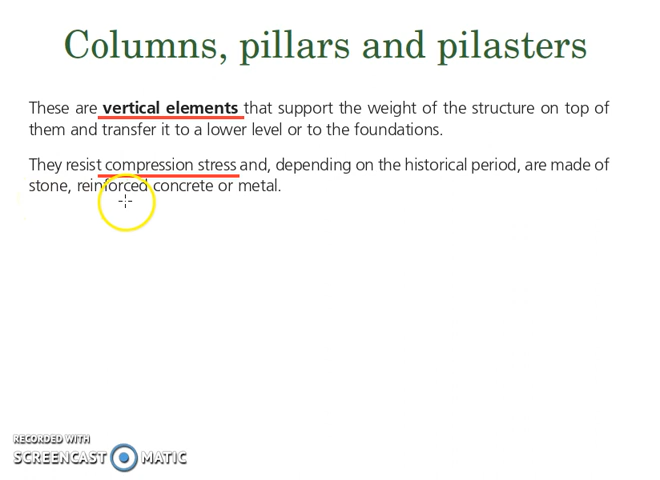 Columns, pillars and pilasters
These are vertical elements that support the weight of the structure on top of
them and transfer it to a lower level or to the foundations.
They resist compression stress and, depending on the historical period, are made of
stone, reinforced concrete or metal.
RECORDED WITH
SCREENCAST MATIC